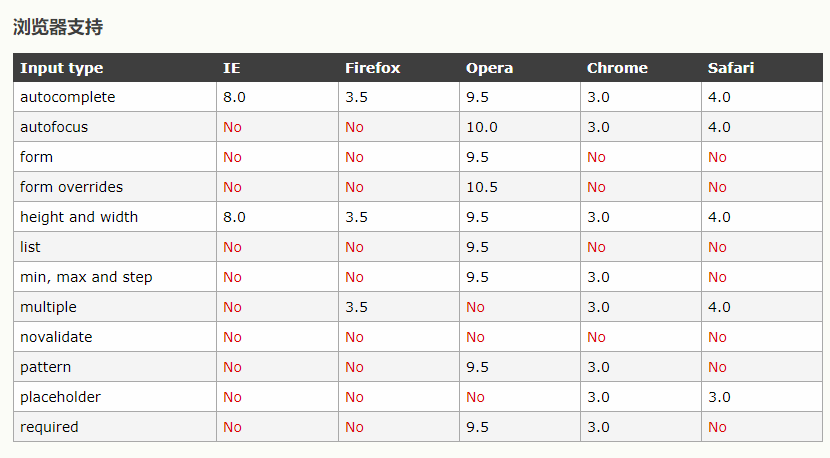 浏览器支持
Input type IE Firefox Opera Chrome Safari
autocomplete 8.0 3.5 9.5 3.0 4.0
autofocus No No 10.0 3.0 4.0
form No No 9.5 No No
form overrides No No 10.5 No No
height and width 8.0 3.5 9.5 3.0 4.0
list No No 9.5 No No
min, max and step No No 9.5 3.0 No
multiple No 3.5 No 3.0 4.0
novalidate No No No No No
pattern No No 9.5 3.0 No
placeholder No No No 3.0 3.0
required No No 9.5 3.0 No